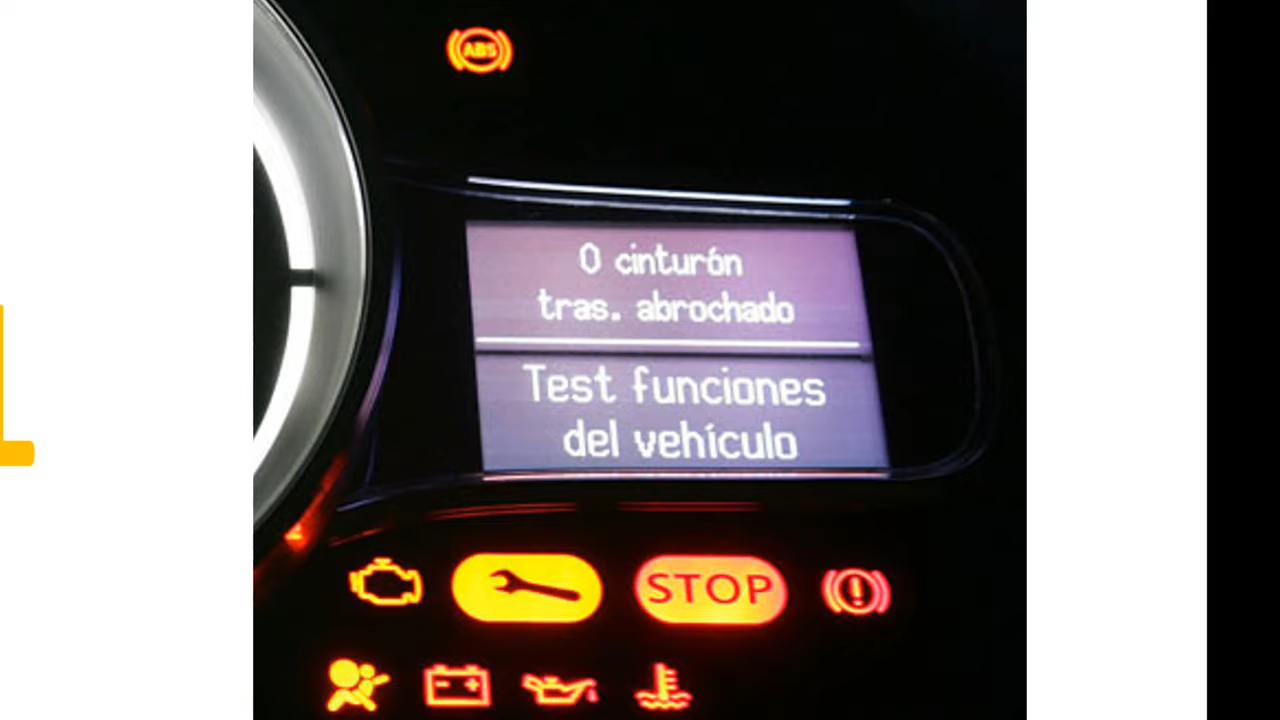 ABS
0 cinturón
tras. abrochado
Test funciones
del vehículo
STOP